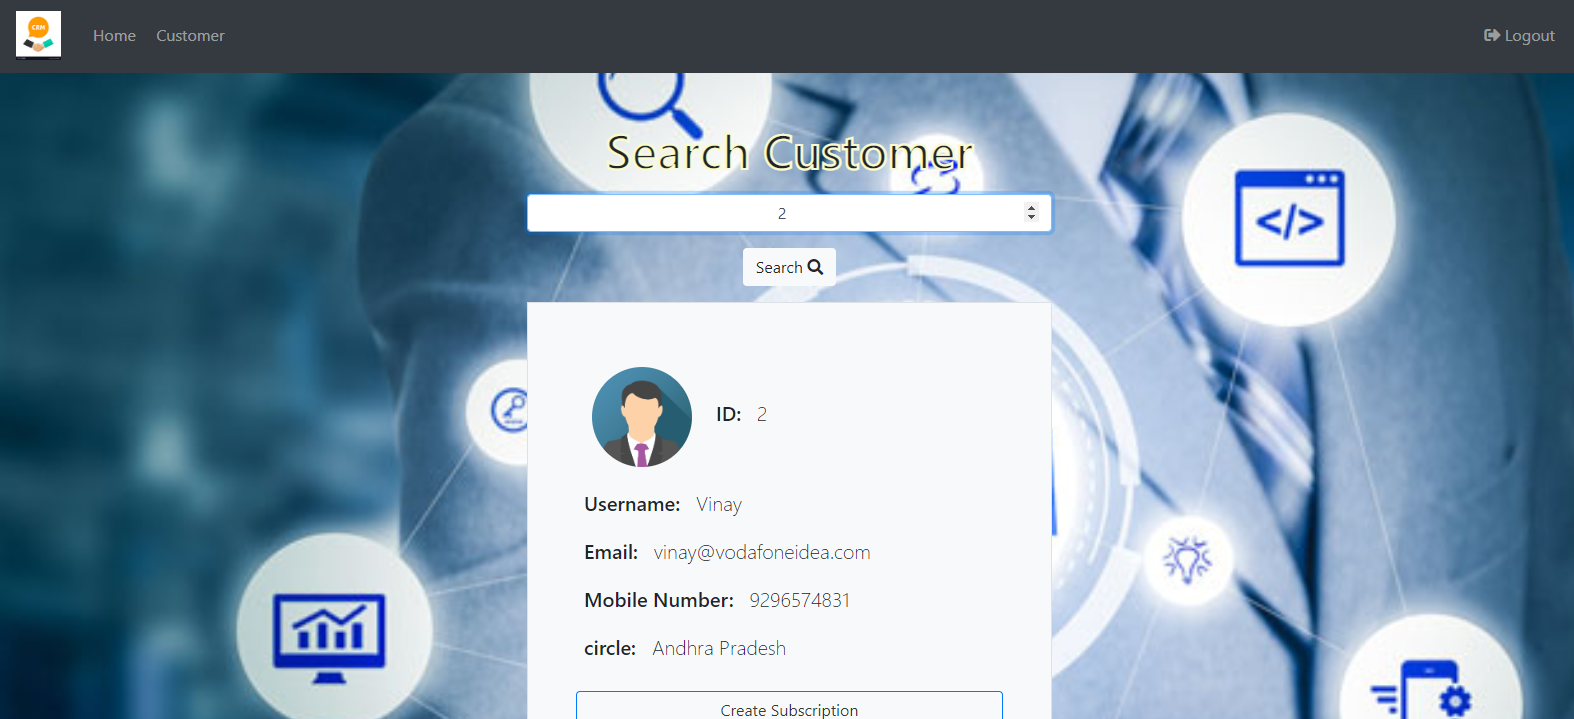 CRM
Home Customer Logout
Search Customer
2
Search
</>
ID: 2
Username: Vinay
Email: vinay@vodafoneidea.com
Mobile Number: 9296574831
circle: Andhra Pradesh
Create Subscription